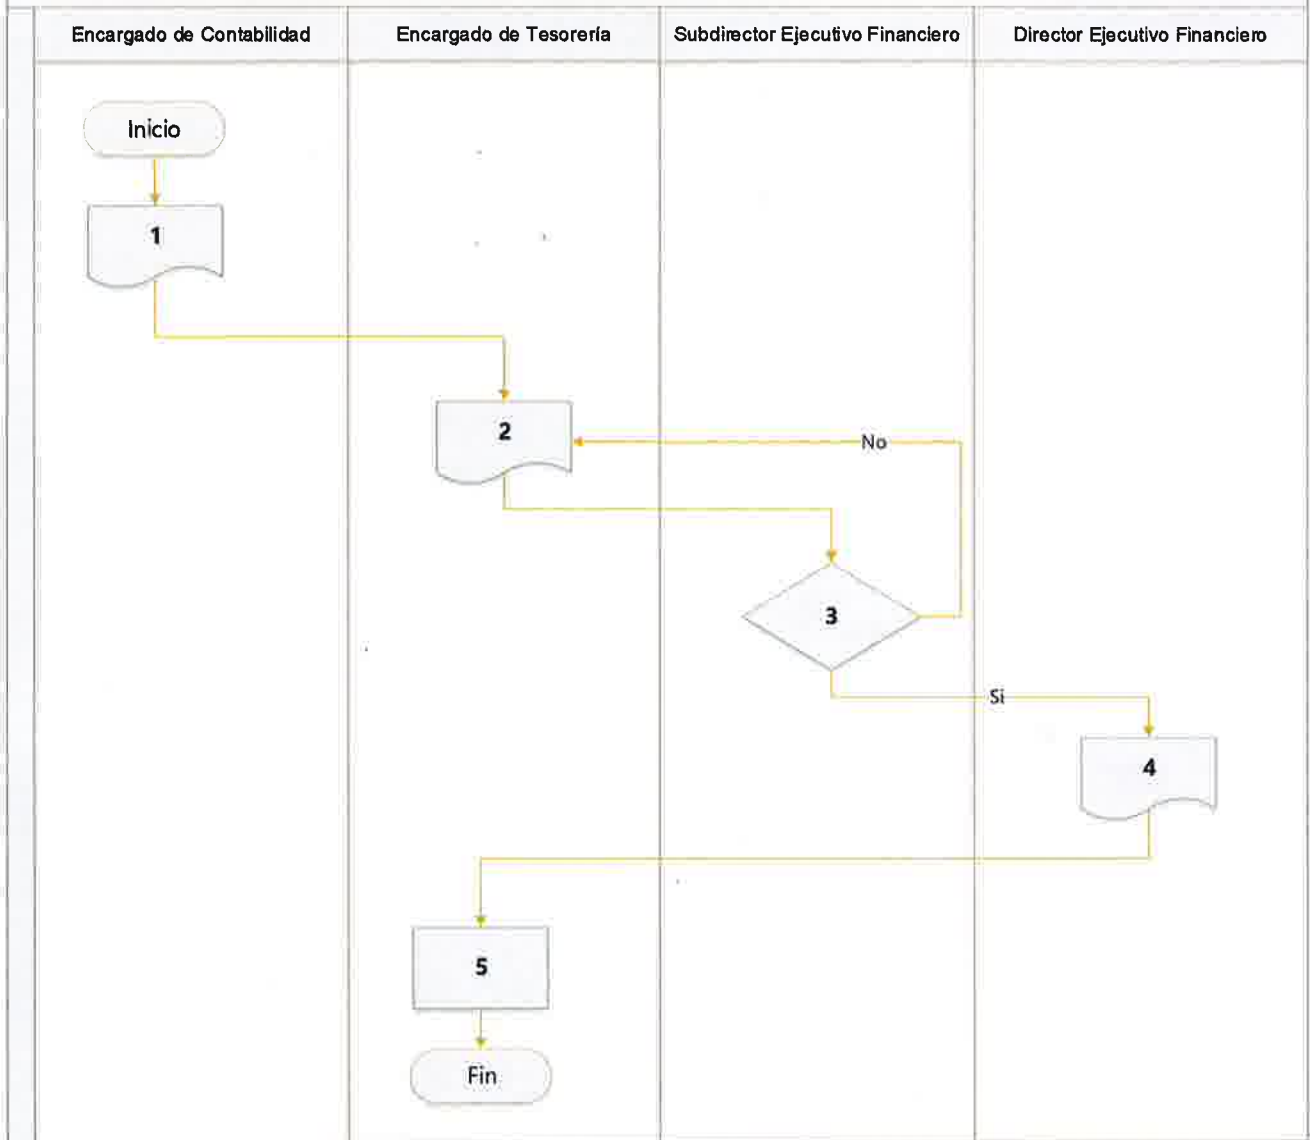 Encargado de Contabilidad
Encargado de Tesorería
Subdirector Ejecutivo Financiero
Director Ejecutivo Financiero
Inicio
1
2
No
3
Si
4
5
Fin